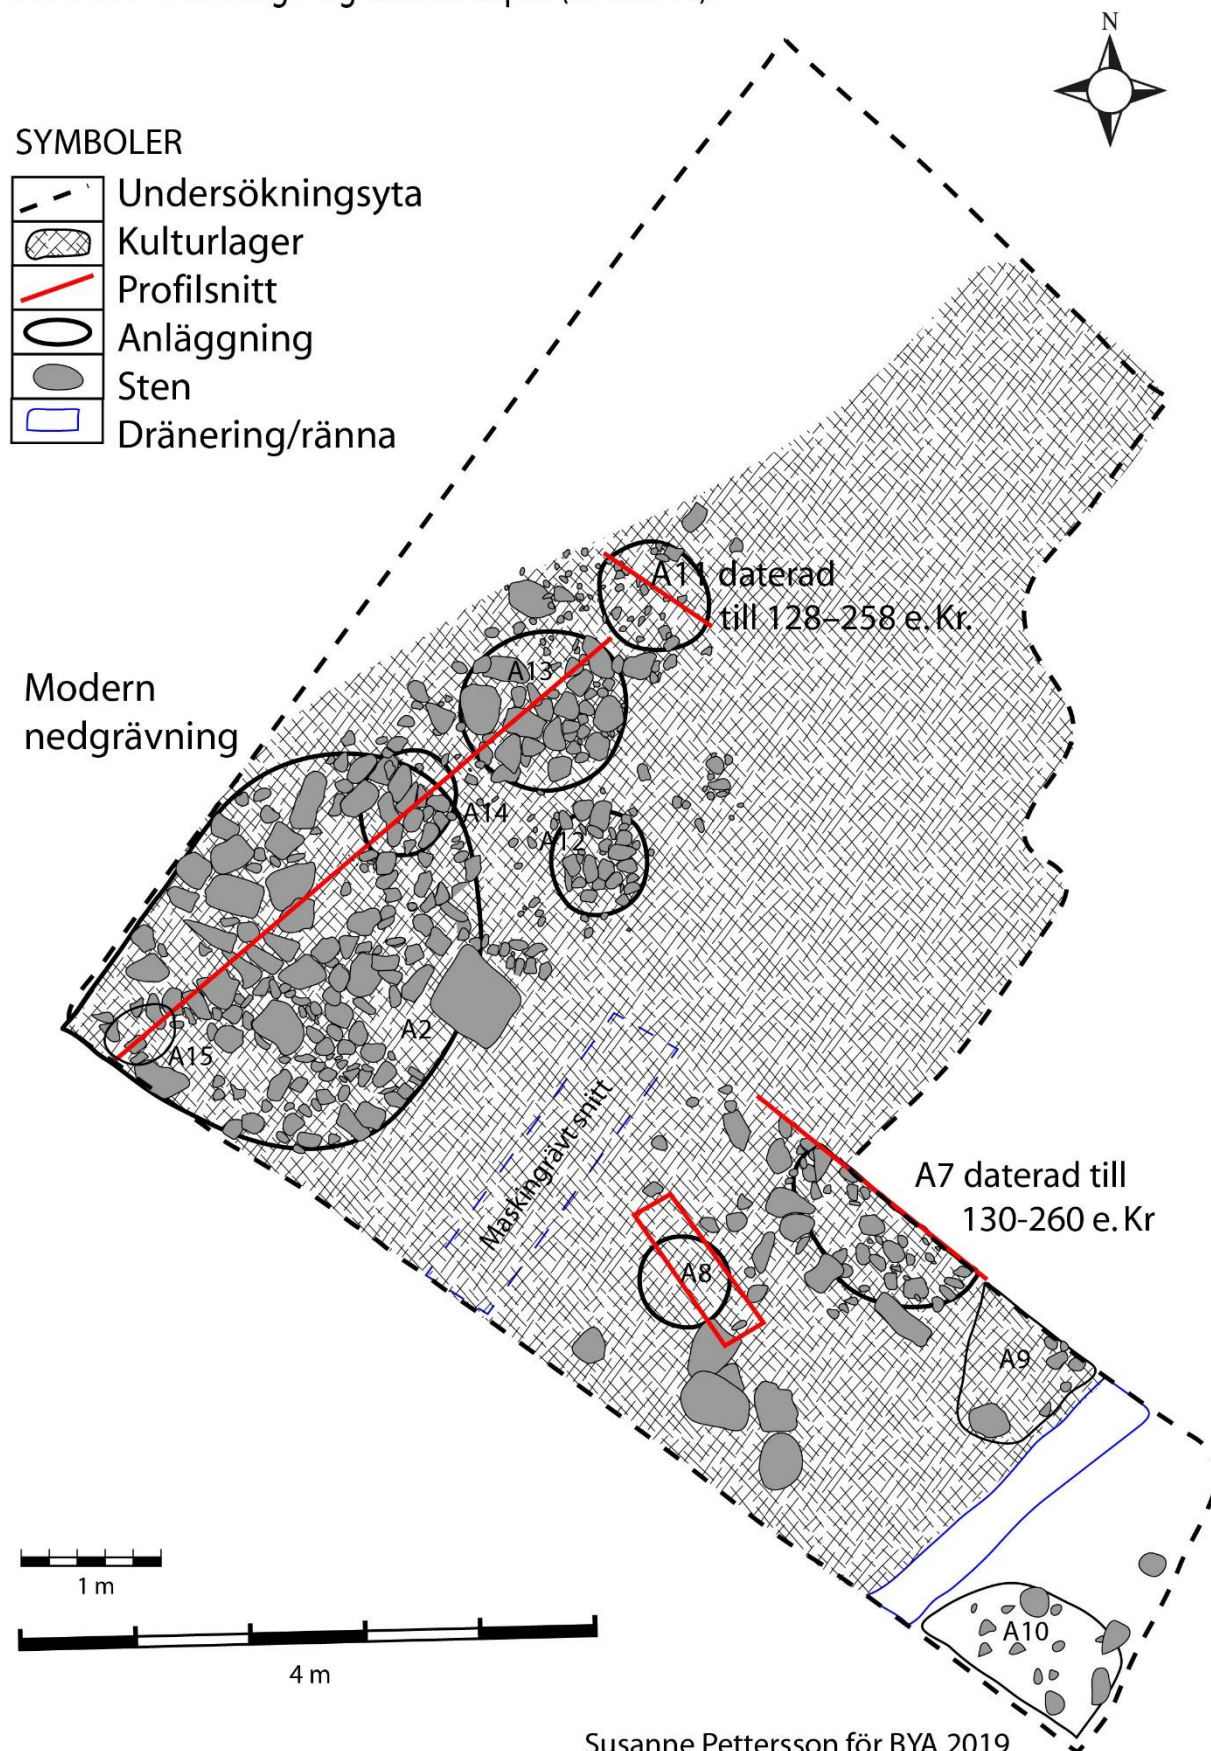 N
SYMBOLER
Undersökningsyta
Kulturlager
Profilsnitt
Anläggning
Sten
Dränering/ränna
A11 daterad
till 128–258 e.Kr.
A13
Modern
nedgrävning
A14
A12
A2
A15
Maskingrävt snitt
A7 daterad till
130-260 e.Kr
A8
A9
1 m
A10
4 m
Susanne Pettersson för BYA 2019